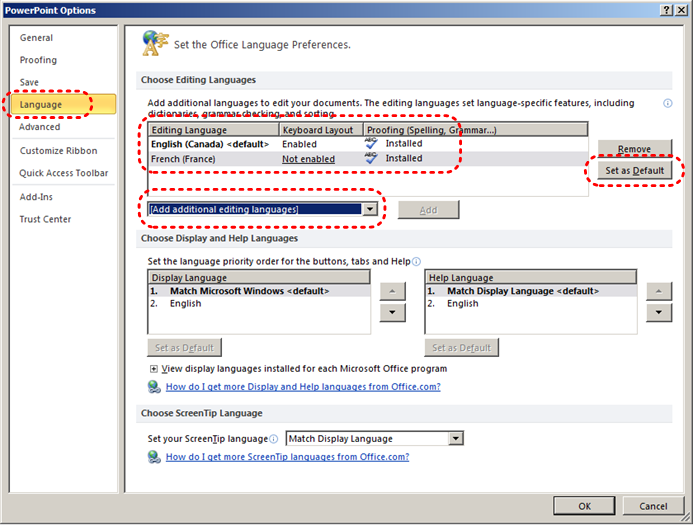 PowerPoint Options
General
Proofing
Save
Language
Advanced
Customize Ribbon
Quick Access Toolbar
Add-Ins
Trust Center
Set the Office Language Preferences.
Choose Editing Languages
Add additional languages to edit your documents. The editing languages set language-specific features, including
dictionaries, grammar checking, and sorting.
Editing Language Keyboard Layout Proofing (Spelling, Grammar...)
English (Canada) <default> Enabled Installed
French (France) Not enabled Installed
Remove
Set as Default
[Add additional editing languages] Add
Choose Display and Help Languages
Set the language priority order for the buttons, tabs and Help
Display Language
1. Match Microsoft Windows <default>
2. English
Set as Default
Help Language
1. Match Display Language <default>
2. English
Set as Default
View display languages installed for each Microsoft Office program
How do I get more Display and Help languages from Office.com?
Choose ScreenTip Language
Set your ScreenTip language Match Display Language
How do I get more ScreenTip languages from Office.com?
OK Cancel